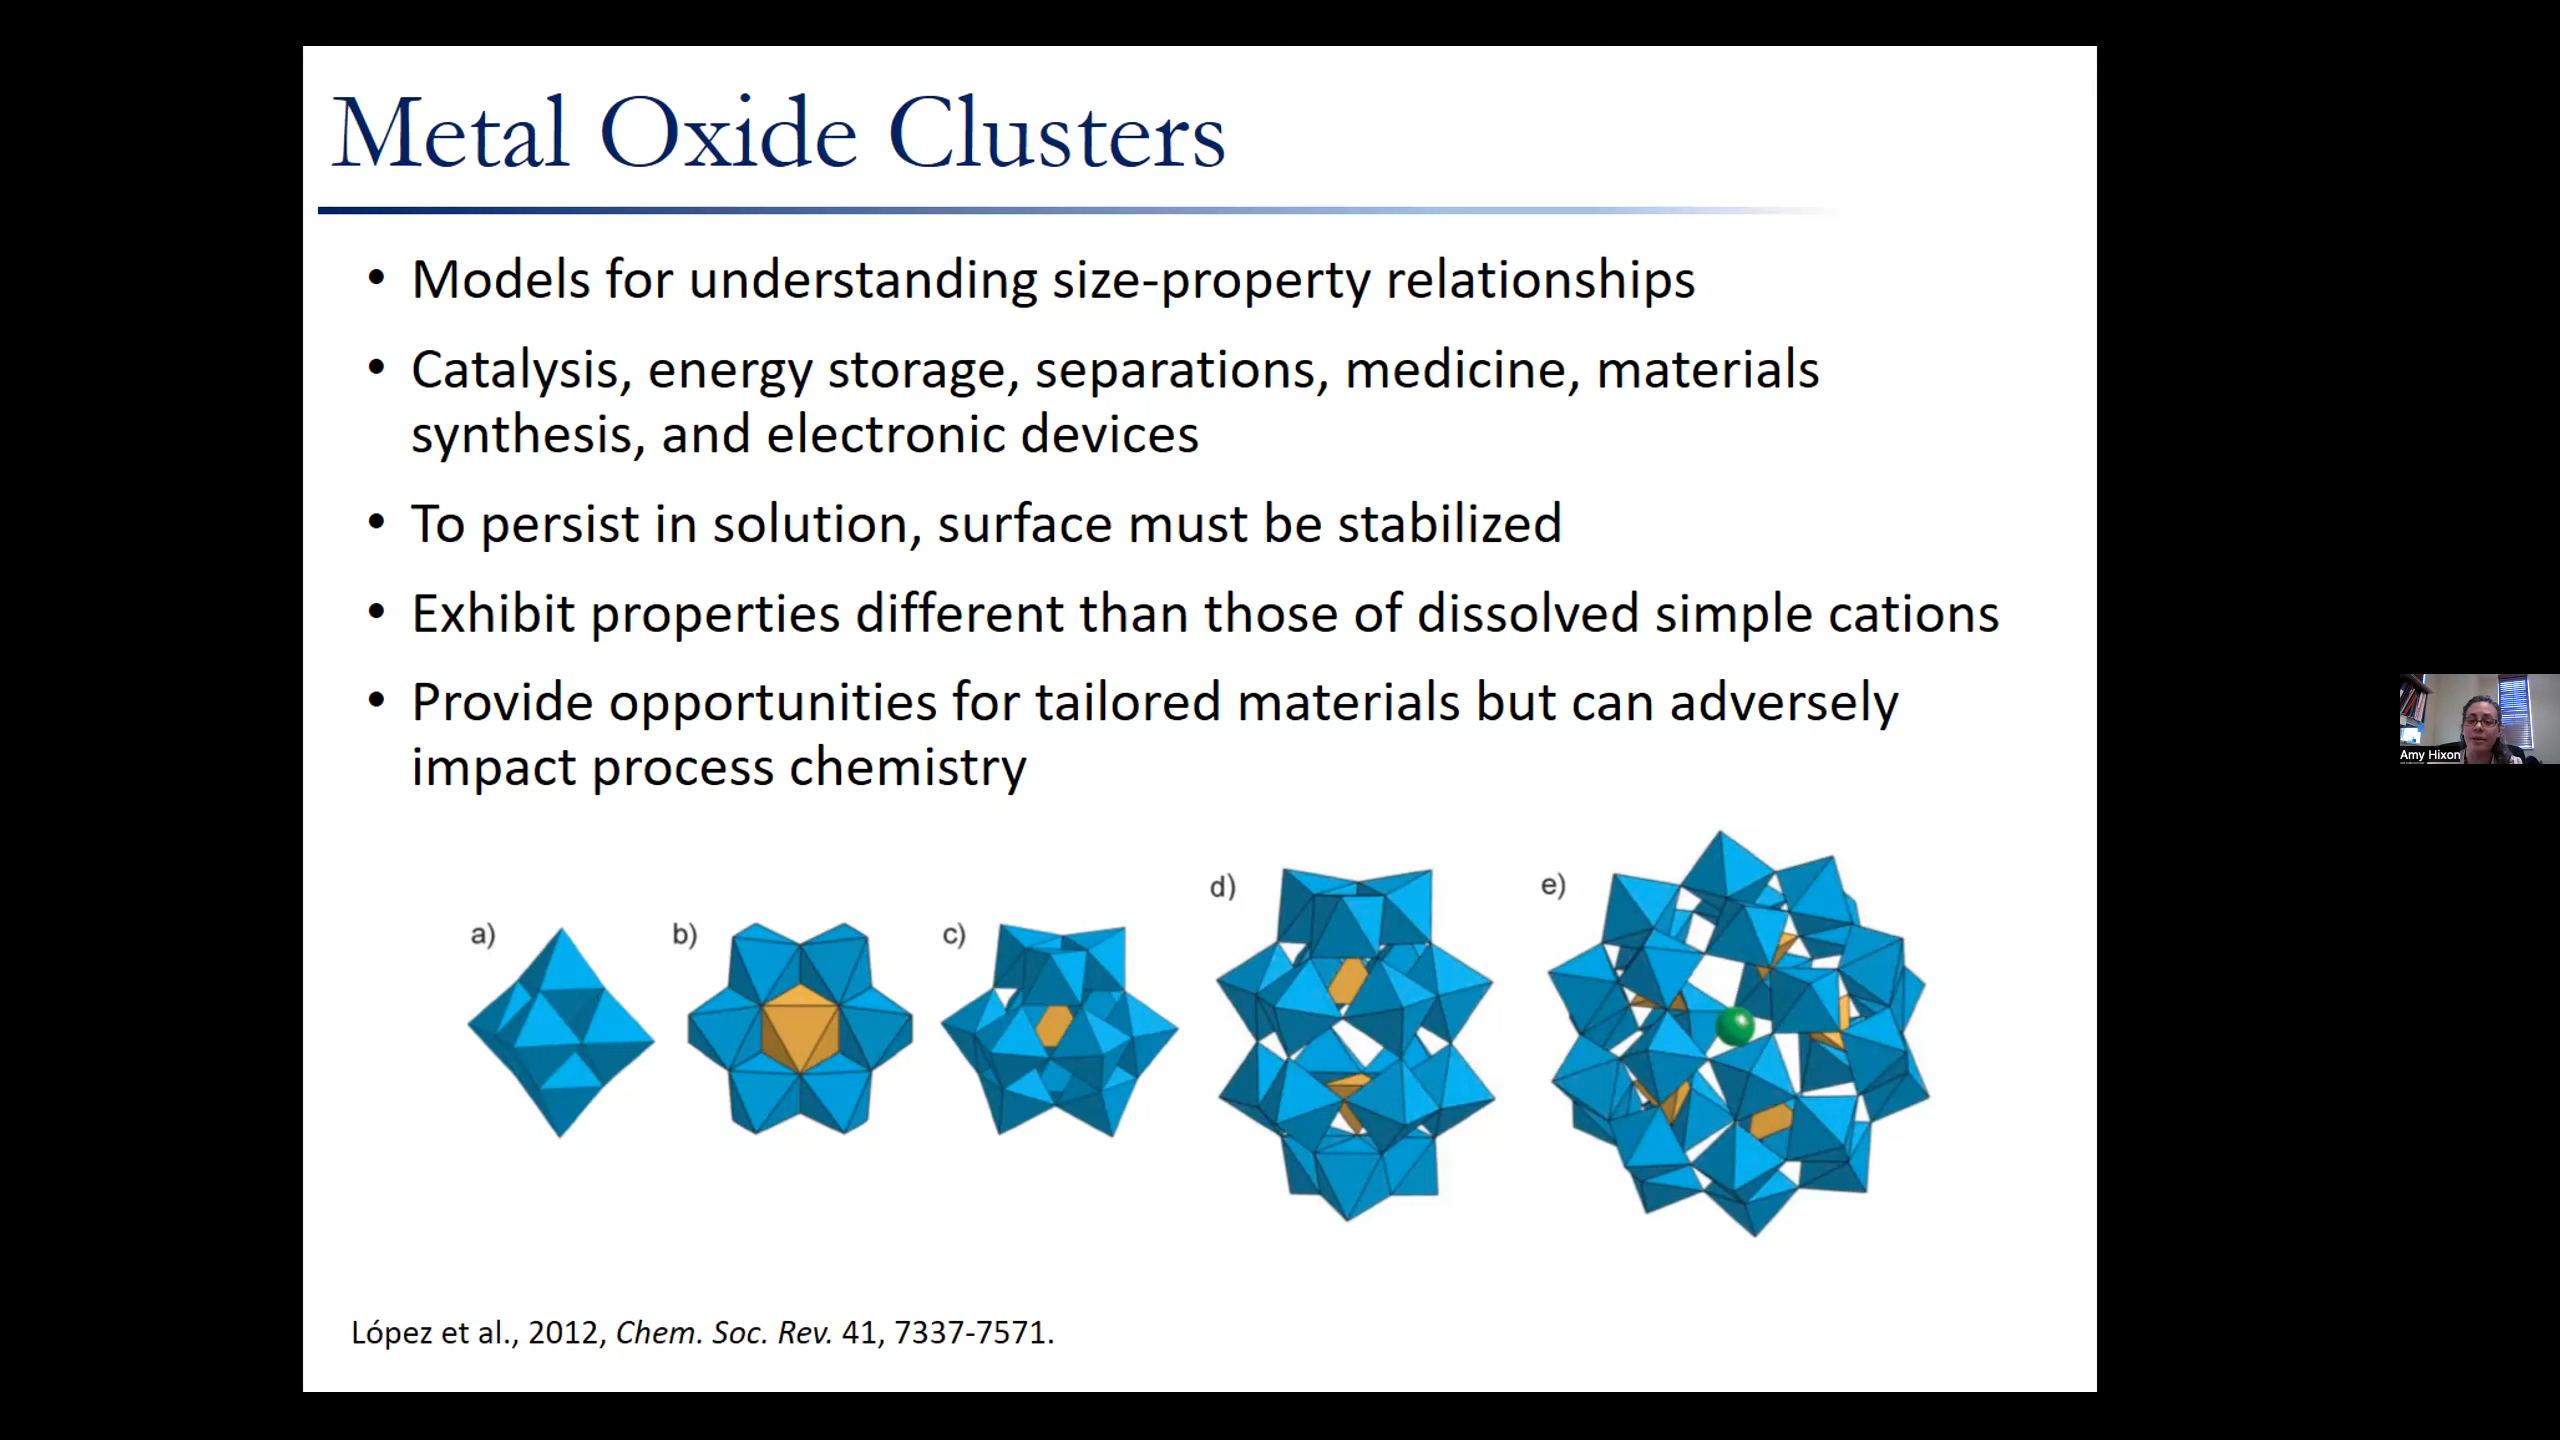 Metal Oxide Clusters
• Models for understanding size-property relationships
• Catalysis, energy storage, separations, medicine, materials
synthesis, and electronic devices
• To persist in solution, surface must be stabilized
• Exhibit properties different than those of dissolved simple cations
• Provide opportunities for tailored materials but can adversely
impact process chemistry
a)
b)
c)
d)
e)
López et al., 2012, Chem. Soc. Rev. 41, 7337-7571.
Amy Hixon